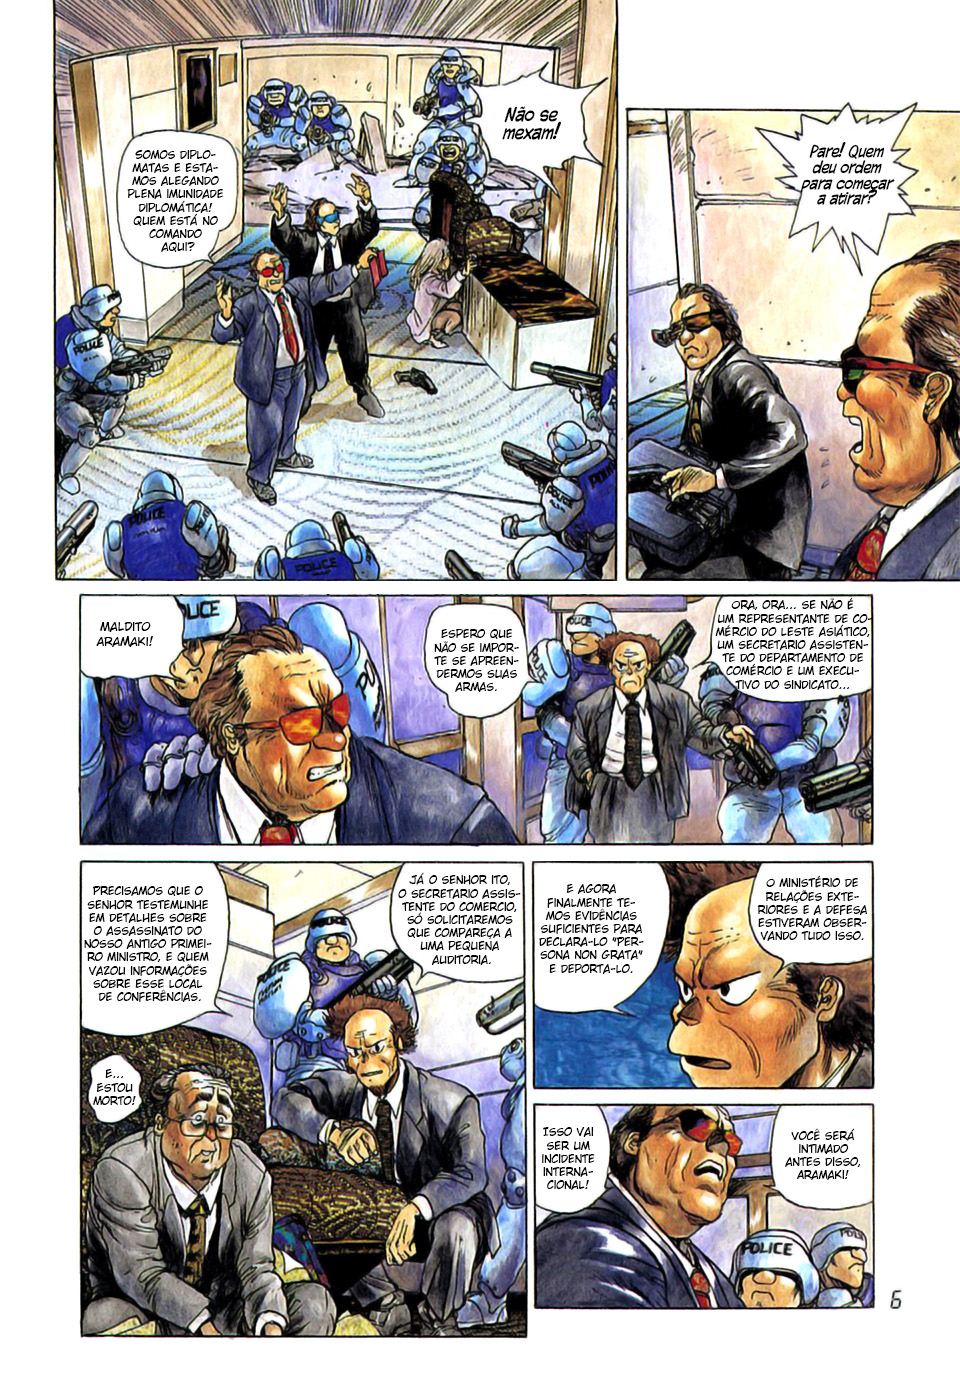 Pare! Quem
deu ordem
para começar
a atirar?
Não se
mexam!
SOMOS DIPLO-
MATAS E ESTA-
MOS ALEGANDO
PLENA IMUNIDADE
DIPLOMÁTICA!
QUEM ESTÁ NO
COMANDO
AQUI?
POLICE
POLICE
POLICE
ORA, ORA... SE NÃO É
UM REPRESENTANTE DE CO-
MÉRCIO DO LESTE ASIÁTICO,
UM SECRETARIO ASSISTEN-
TE DO DEPARTAMENTO DE
COMÉRCIO E UM EXECU-
TIVO DO SINDICATO...
ESPERO QUE
NÃO SE IMPOR-
TE SE APREEN-
DERMOS SUAS
ARMAS.
MALDITO
ARAMAKI!
O MINISTÉRIO DE
RELAÇÕES EXTE-
RIORES E A DEFESA
ESTIVERAM OBSER-
VANDO TUDO ISSO.
E AGORA
FINALMENTE TE-
MOS EVIDÊNCIAS
SUFICIENTES PARA
DECLARA-LO "PER-
SONA NON GRATA"
E DEPORTA-LO.
VOCÊ SERÁ
INTIMADO
ANTES DISSO,
ARAMAKI!
ISSO VAI
SER UM
INCIDENTE
INTERNA-
CIONAL!
POLICE
JÁ O SENHOR ITO,
O SECRETARIO ASSIS-
TENTE DO COMERCIO,
SÓ SOLICITAREMOS
QUE COMPAREÇA A
UMA PEQUENA
AUDITORIA.
PRECISAMOS QUE O
SENHOR TESTEMUNHE
EM DETALHES SOBRE
O ASSASSINATO DO
NOSSO ANTIGO PRIMEI-
RO MINISTRO, E QUEM
VAZOU INFORMAÇÕES
SOBRE ESSE LOCAL
DE CONFERÊNCIAS.
E...
ESTOU
MORTO!
6